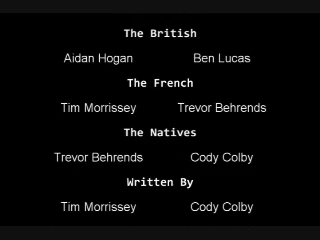 The British
Aidan Hogan Ben Lucas
The French
Tim Morrissey Trevor Behrends
The Natives
Trevor Behrends Cody Colby
Written By
Tim Morrissey Cody Colby